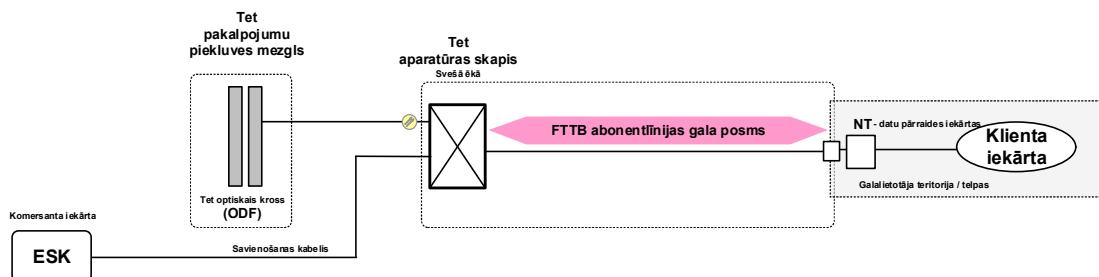 Tet
pakalpojumu
piekluves mezgls
Tet
aparatūras skapis
Svešā ēkā
FTTB abonentlīnijas gala posms
NT - datu pārraides iekārtas
Klienta
iekārta
Galalietotāja teritorija / telpas
Tet optiskais kross
(ODF)
Komersanta iekārta
ESK
Savienošanas kabelis